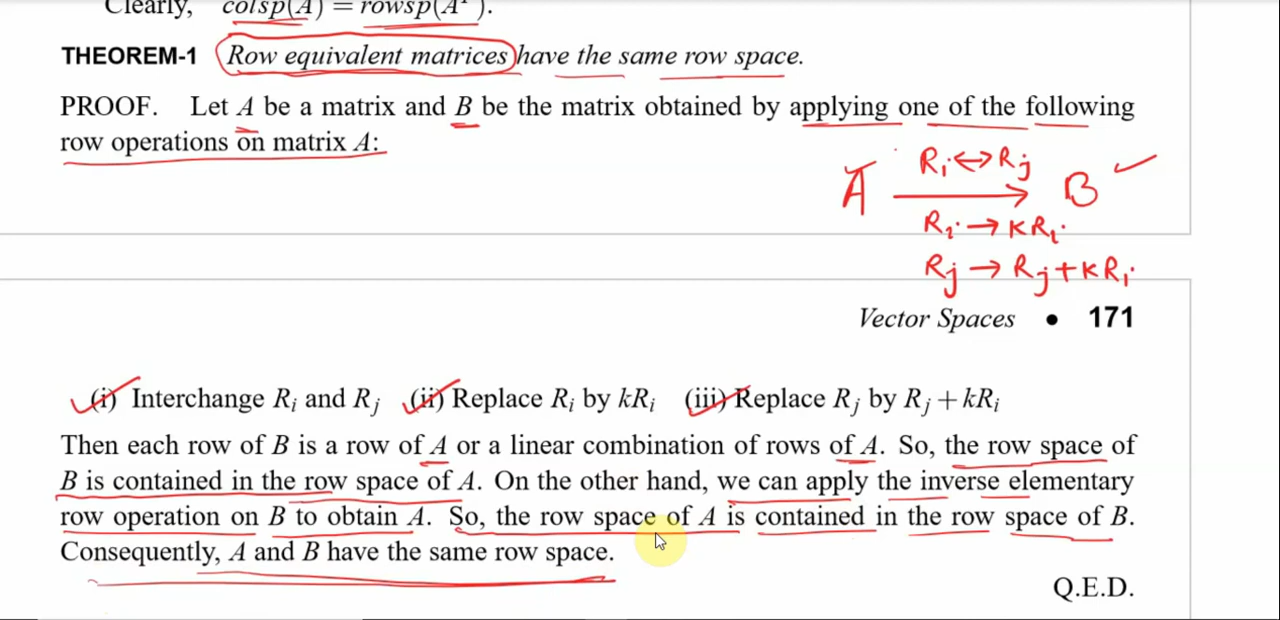 Clearly, colsp(A) = rowsp(Aᵀ).
THEOREM-1 Row equivalent matrices have the same row space.
PROOF. Let A be a matrix and B be the matrix obtained by applying one of the following
row operations on matrix A:
A Ri↔Rj B
Ri→KRi
Rj→Rj+KRi
Vector Spaces • 171
(i) Interchange Ri and Rj (ii) Replace Ri by kRi (iii) Replace Rj by Rj + kRi
Then each row of B is a row of A or a linear combination of rows of A. So, the row space of
B is contained in the row space of A. On the other hand, we can apply the inverse elementary
row operation on B to obtain A. So, the row space of A is contained in the row space of B.
Consequently, A and B have the same row space.
Q.E.D.